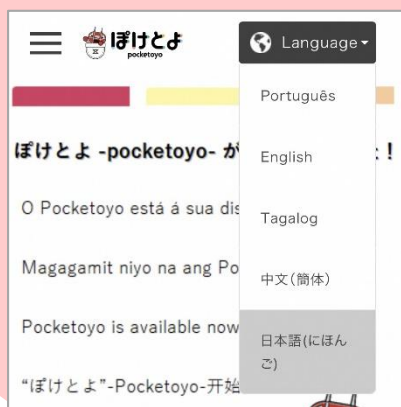 ぽけとよ
pocketoyo
Language
Português
ぽけとよ -pocketoyo- が
！
English
O Pocketoyo está á sua dis
Tagalog
Magagamit niyo na ang Po
中文(简体)
Pocketoyo is available now
日本語(にほん
ご)
“ぽけとよ”-Pocketoyo-开始